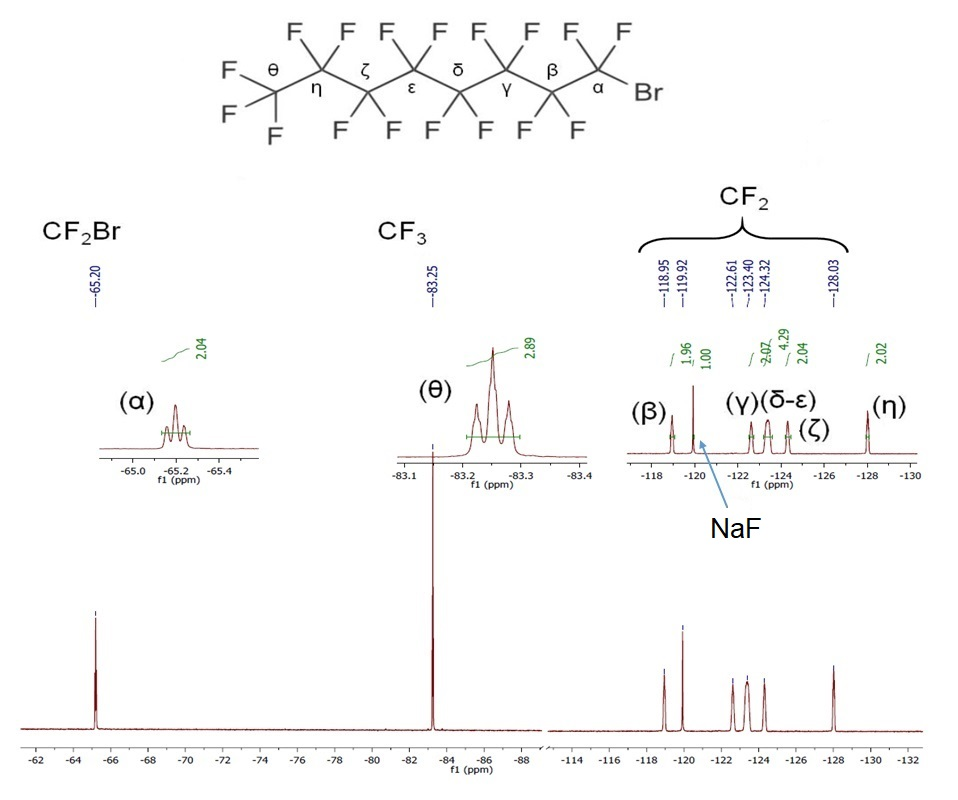 F F F F F F F F
F θ ζ δ β
F η ε γ α Br
F F F F F F F
CF₂
CF₂Br CF₃
-65.20 -83.25 -118.95 -119.92 -122.61 -123.40 -124.32 -128.03
2.04 2.89 1.96 1.00 2.07 4.29 2.04 2.02
(α) (θ) (β) (γ) (δ-ε) (ζ) (η)
-65.0 -65.2 -65.4
f1 (ppm)
-83.1 -83.2 -83.3 -83.4
f1 (ppm)
-118 -120 -122 -124 -126 -128 -130
f1 (ppm)
NaF
-62 -64 -66 -68 -70 -72 -74 -76 -78 -80 -82 -84 -86 -88 -114 -116 -118 -120 -122 -124 -126 -128 -130 -132
f1 (ppm)